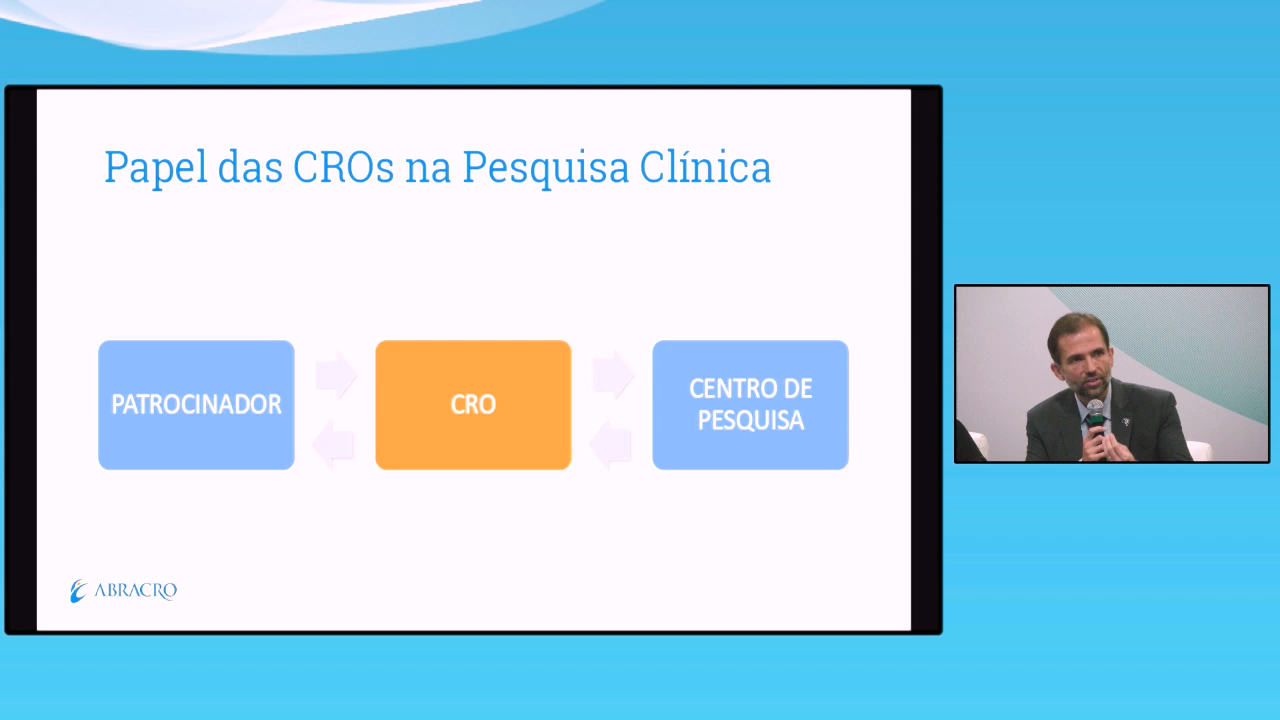 Papel das CROs na Pesquisa Clínica
PATROCINADOR
CRO
CENTRO DE
PESQUISA
ABRACRO